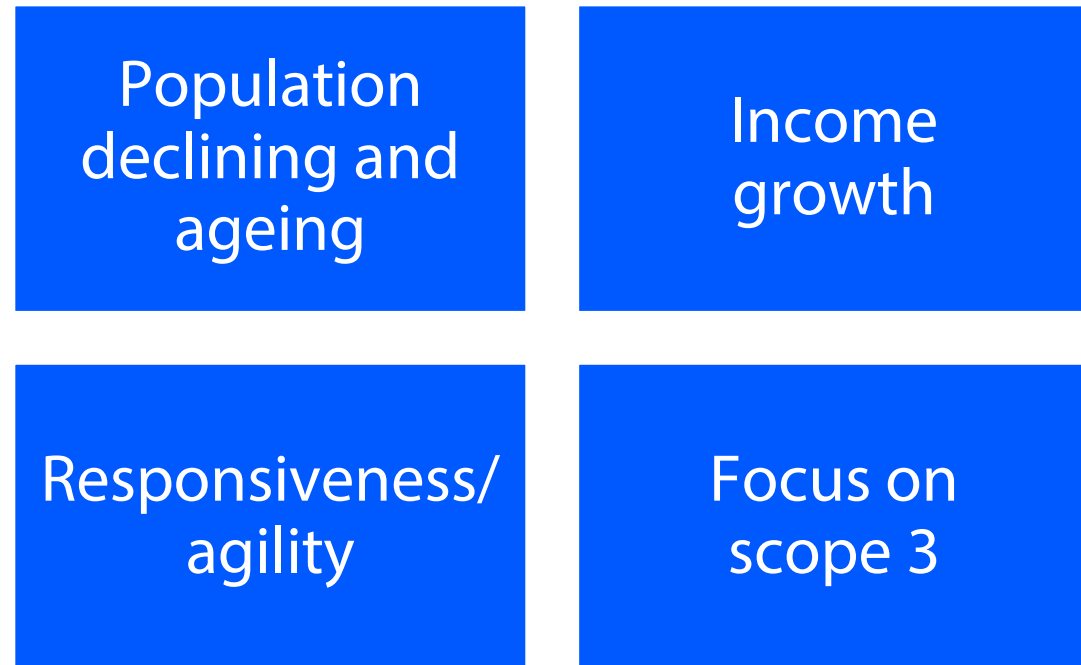 Population
declining and
ageing
Income
growth
Responsiveness/
agility
Focus on
scope 3